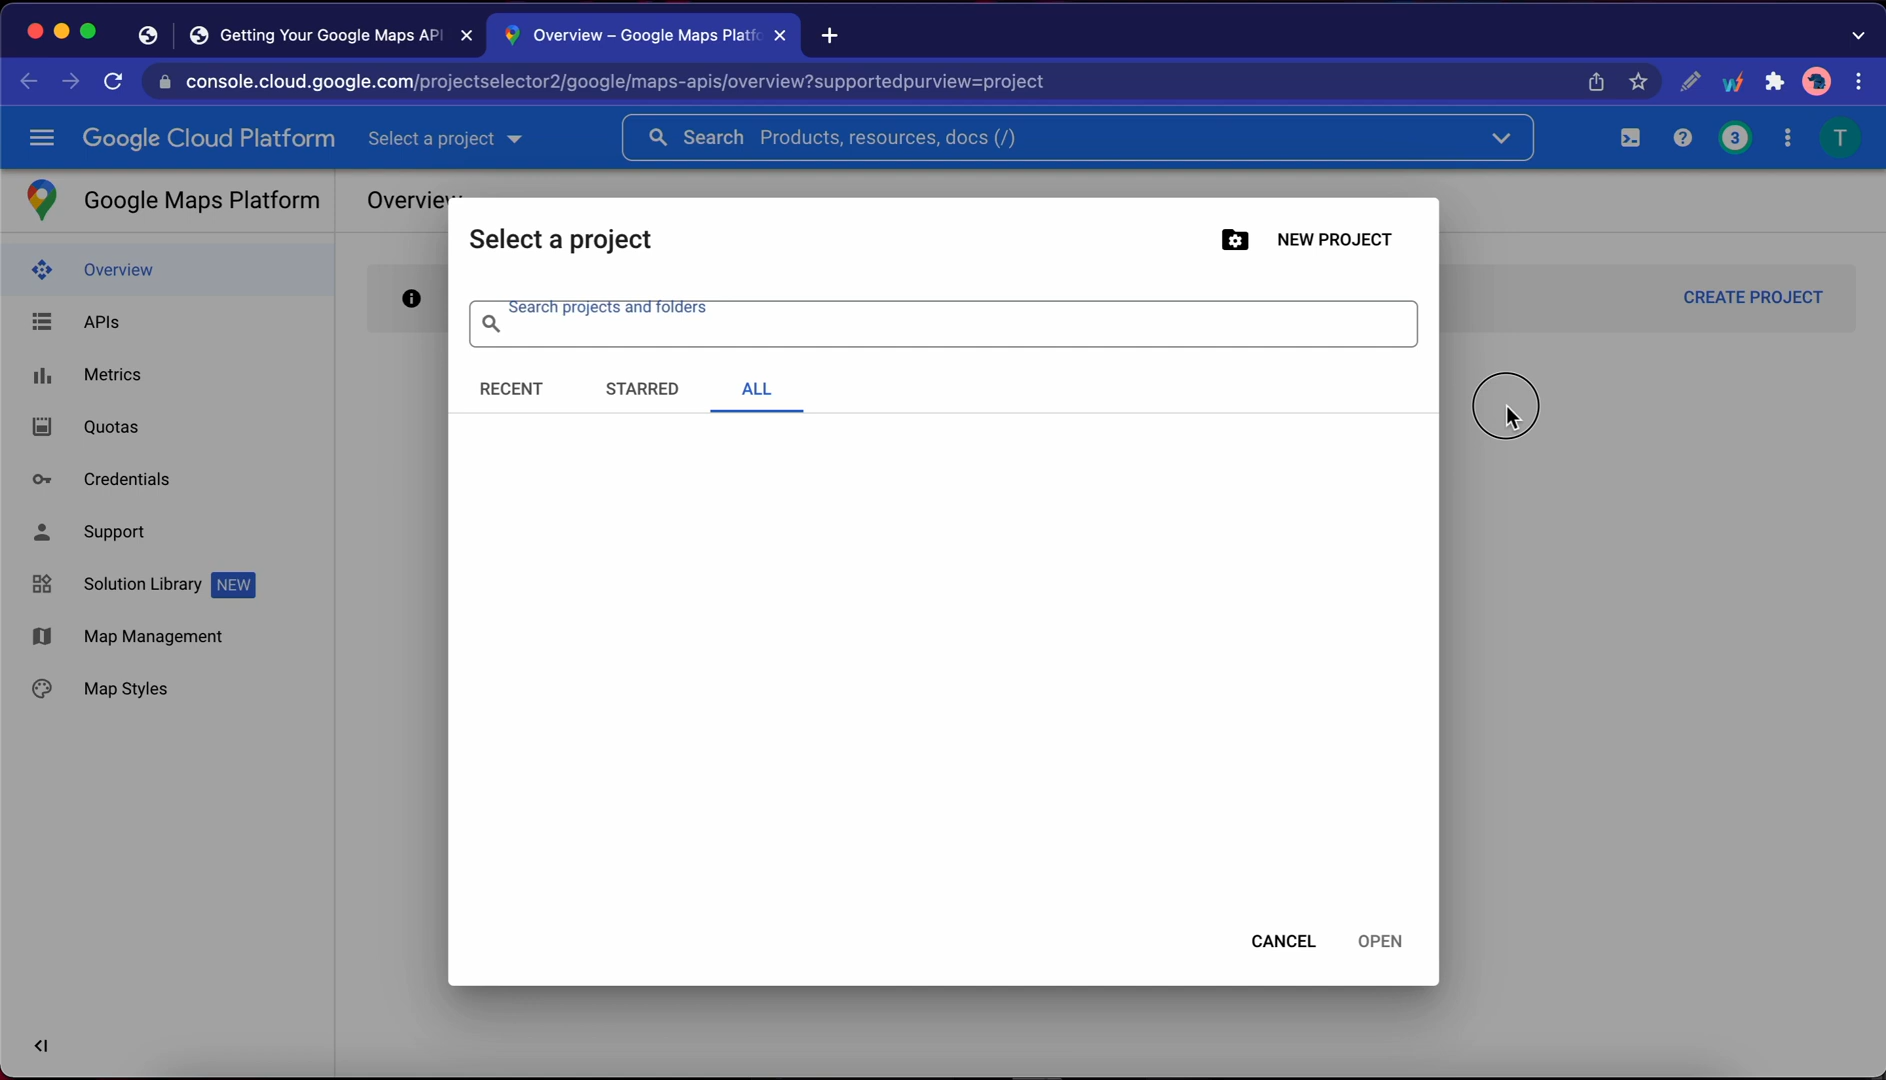 Getting Your Google Maps API
Overview – Google Maps Platfo
console.cloud.google.com/projectselector2/google/maps-apis/overview?supportedpurview=project
Google Cloud Platform
Select a project
Search Products, resources, docs (/)
3
T
Google Maps Platform
Overview
Select a project
NEW PROJECT
Overview
CREATE PROJECT
Search projects and folders
APIs
Metrics
RECENT
STARRED
ALL
Quotas
Credentials
Support
Solution Library NEW
Map Management
Map Styles
CANCEL
OPEN